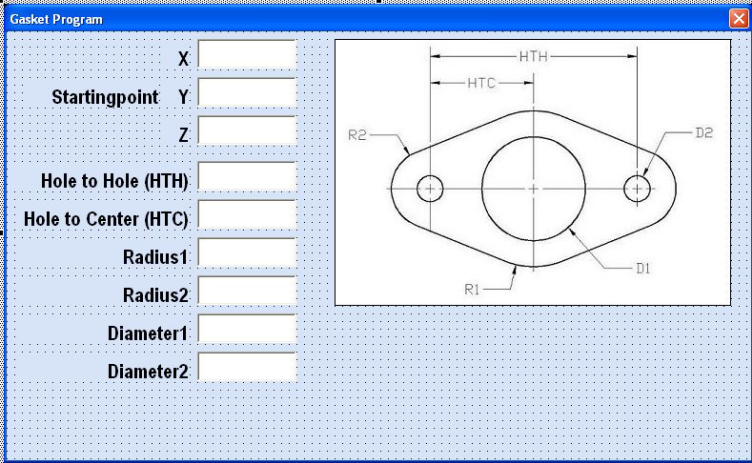 Gasket Program
X
Startingpoint Y
Z
Hole to Hole (HTH)
Hole to Center (HTC)
Radius1
Radius2
Diameter1
Diameter2
HTH
HTC
R2
D2
D1
R1